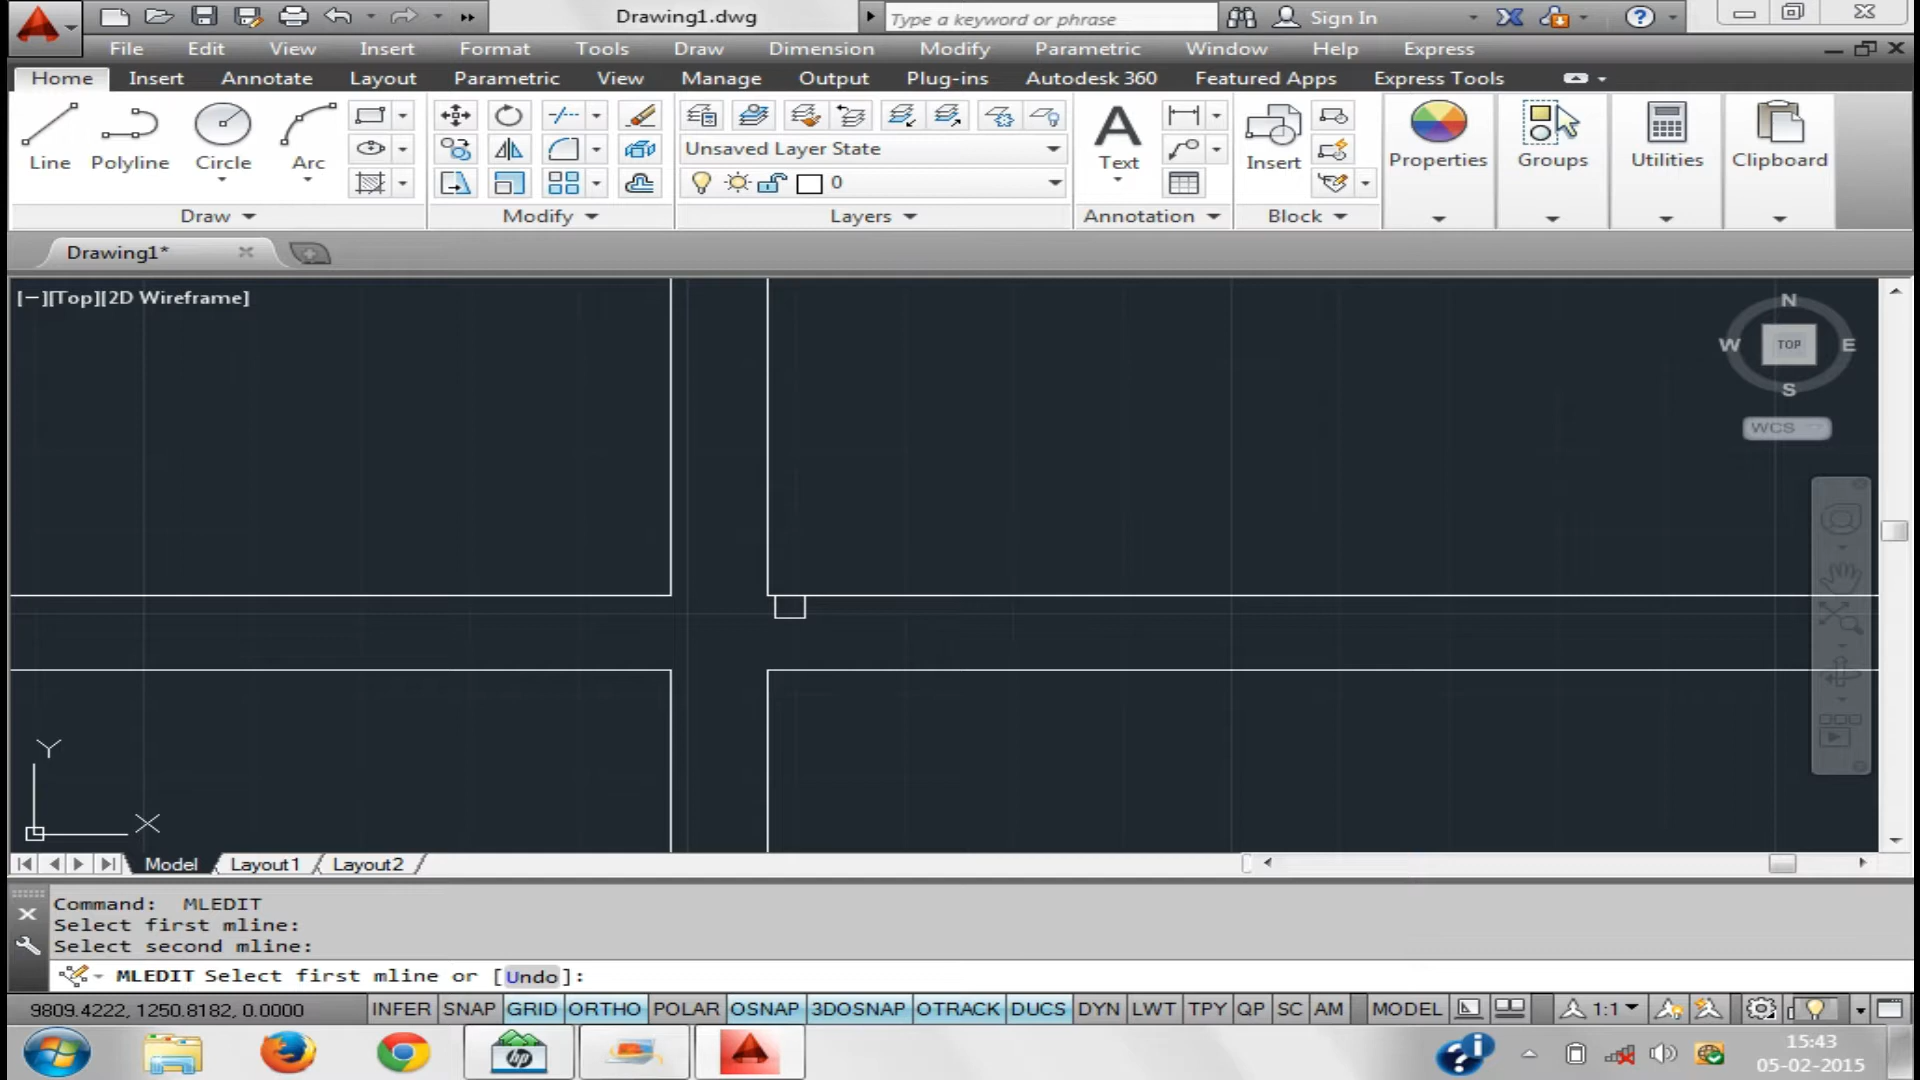 Drawing1.dwg
Type a keyword or phrase
Sign In
File Edit View Insert Format Tools Draw Dimension Modify Parametric Window Help Express
Home Insert Annotate Layout Parametric View Manage Output Plug-ins Autodesk 360 Featured Apps Express Tools
Unsaved Layer State
Line Polyline Circle Arc Text Insert Properties Groups Utilities Clipboard
0
Draw Modify Layers Annotation Block
Drawing1*
[−][Top][2D Wireframe]
N
W TOP E
S
WCS
Y
X
Model Layout1 Layout2
Command: MLEDIT
Select first mline:
Select second mline:
MLEDIT Select first mline or [Undo]:
9809.4222, 1250.8182, 0.0000 INFER SNAP GRID ORTHO POLAR OSNAP 3DOSNAP OTRACK DUCS DYN LWT TPY QP SC AM MODEL 1:1
hp
15:43
05-02-2015